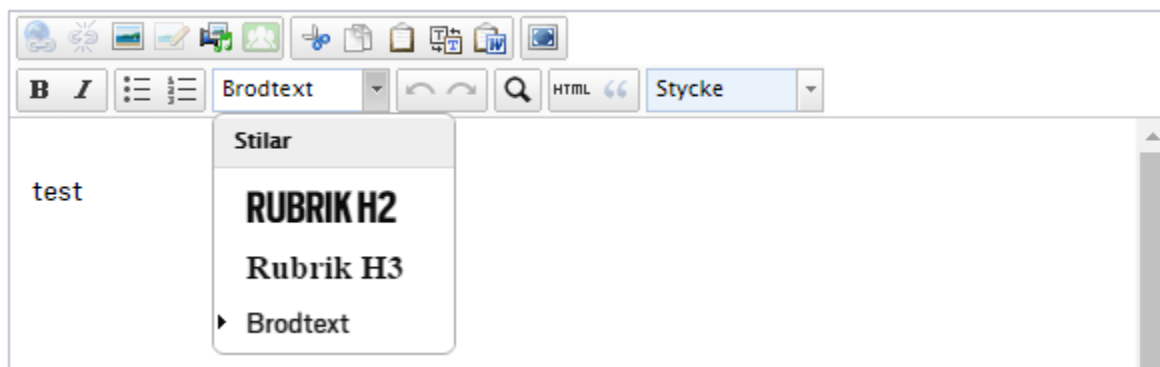 B I Brodtext HTML Stycke
Stilar
test
RUBRIK H2
Rubrik H3
Brodtext